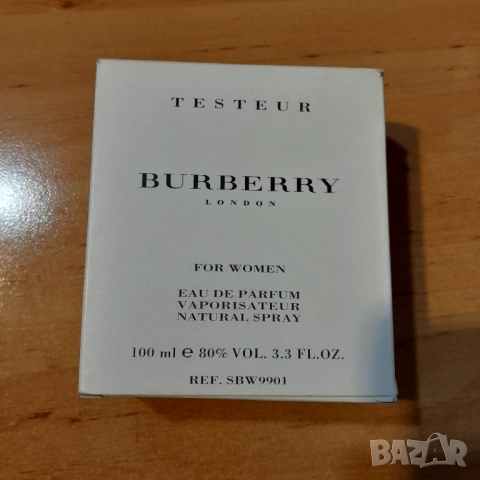 TESTEUR
BURBERRY
LONDON
FOR WOMEN
EAU DE PARFUM
VAPORISATEUR
NATURAL SPRAY
100 ml e 80% VOL. 3.3 FL.OZ.
REF. SBW9901
BAZAR